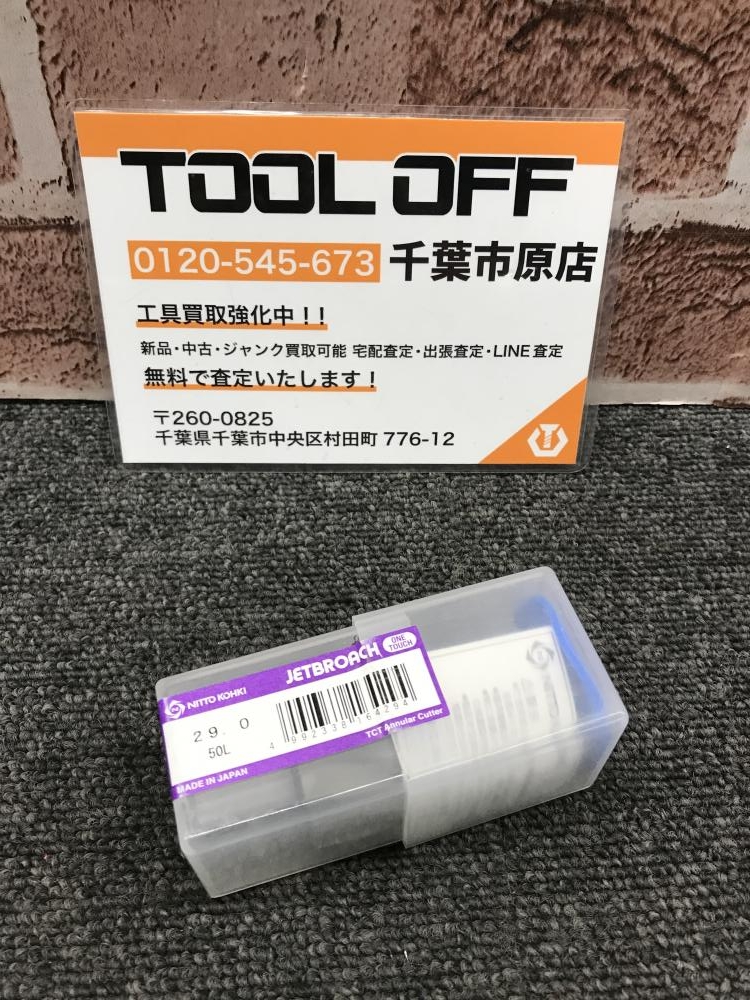 TOOL OFF
0120-545-673 千葉市原店
工具買取強化中!!
新品・中古・ジャンク買取可能 宅配査定・出張査定・LINE査定
無料で査定いたします!
〒260-0825
千葉県千葉市中央区村田町 776-12
JETBROACH ONE TOUCH
NITTO KOHKI
29.0
50L
4 992338 164294
TCT Annular Cutter
MADE IN JAPAN